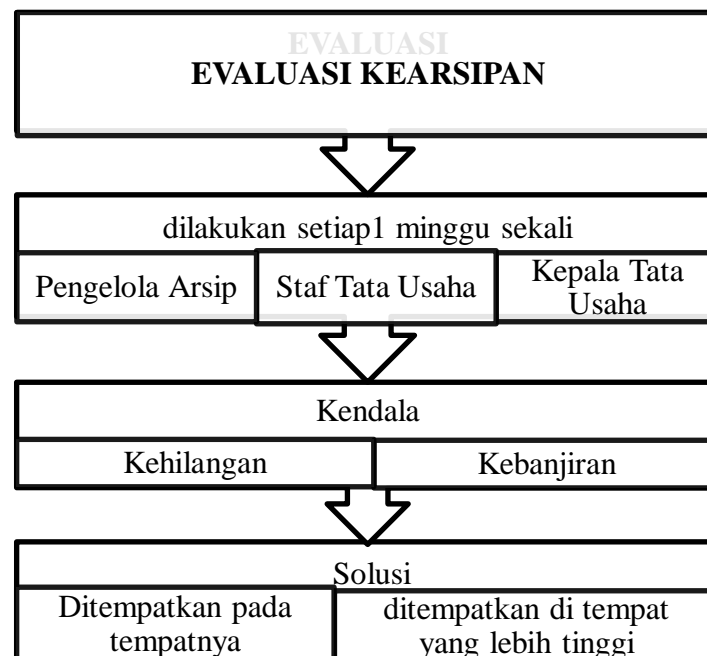 EVALUASI
EVALUASI KEARSIPAN
dilakukan setiap1 minggu sekali
Pengelola Arsip
Staf Tata Usaha
Kepala Tata
Usaha
Kendala
Kehilangan
Kebanjiran
Solusi
Ditempatkan pada
tempatnya
ditempatkan di tempat
yang lebih tinggi